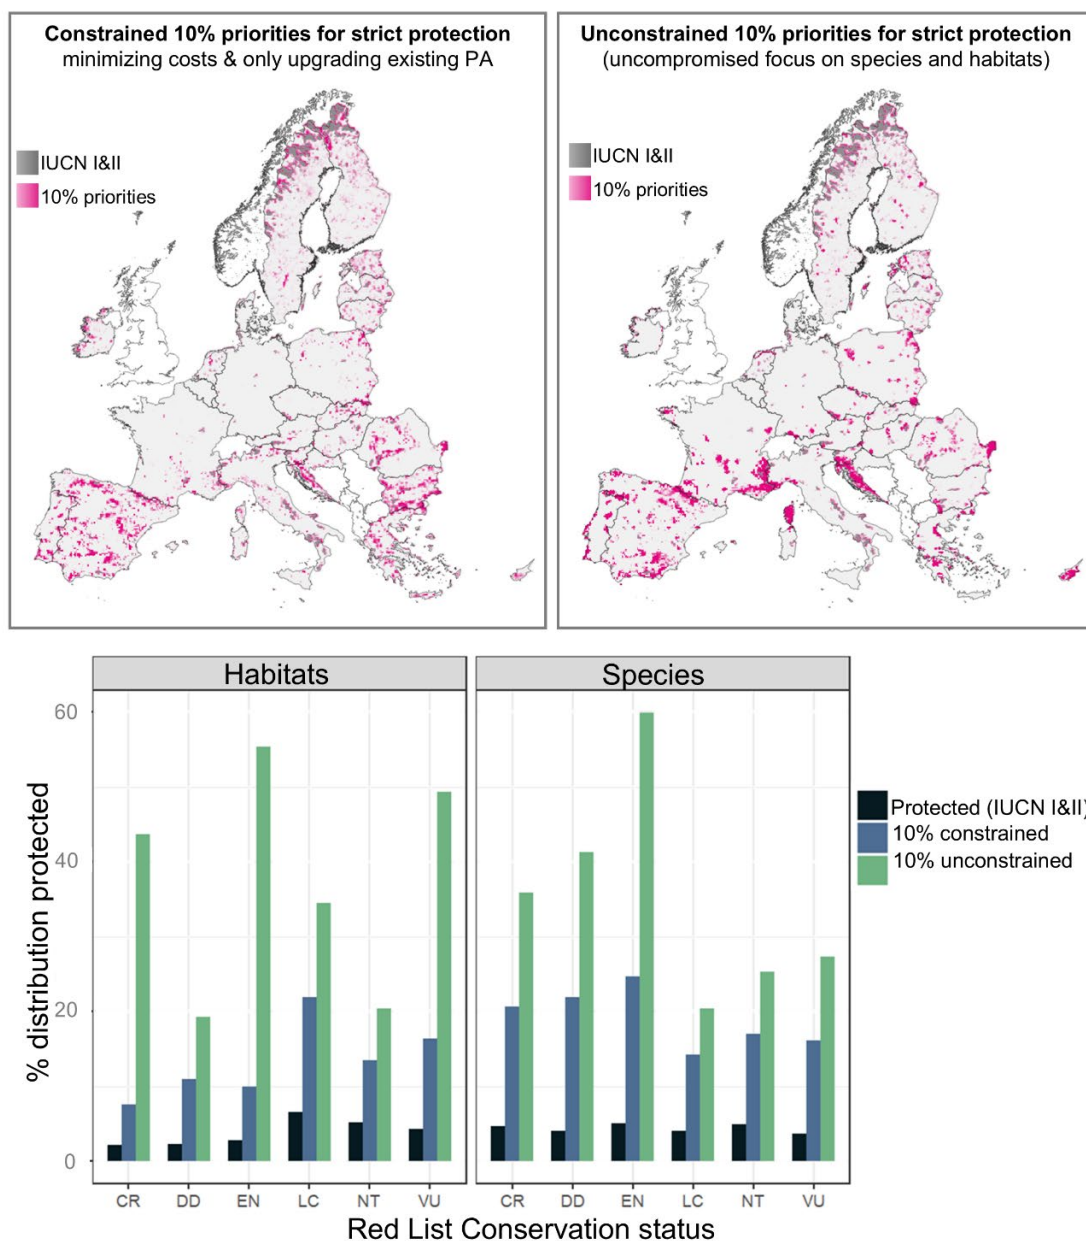 Constrained 10% priorities for strict protection
minimizing costs & only upgrading existing PA
IUCN I&II
10% priorities
Unconstrained 10% priorities for strict protection
(uncompromised focus on species and habitats)
IUCN I&II
10% priorities
Habitats
Species
% distribution protected
60
40
20
0
CR DD EN LC NT VU
CR DD EN LC NT VU
Red List Conservation status
Protected (IUCN I&II)
10% constrained
10% unconstrained